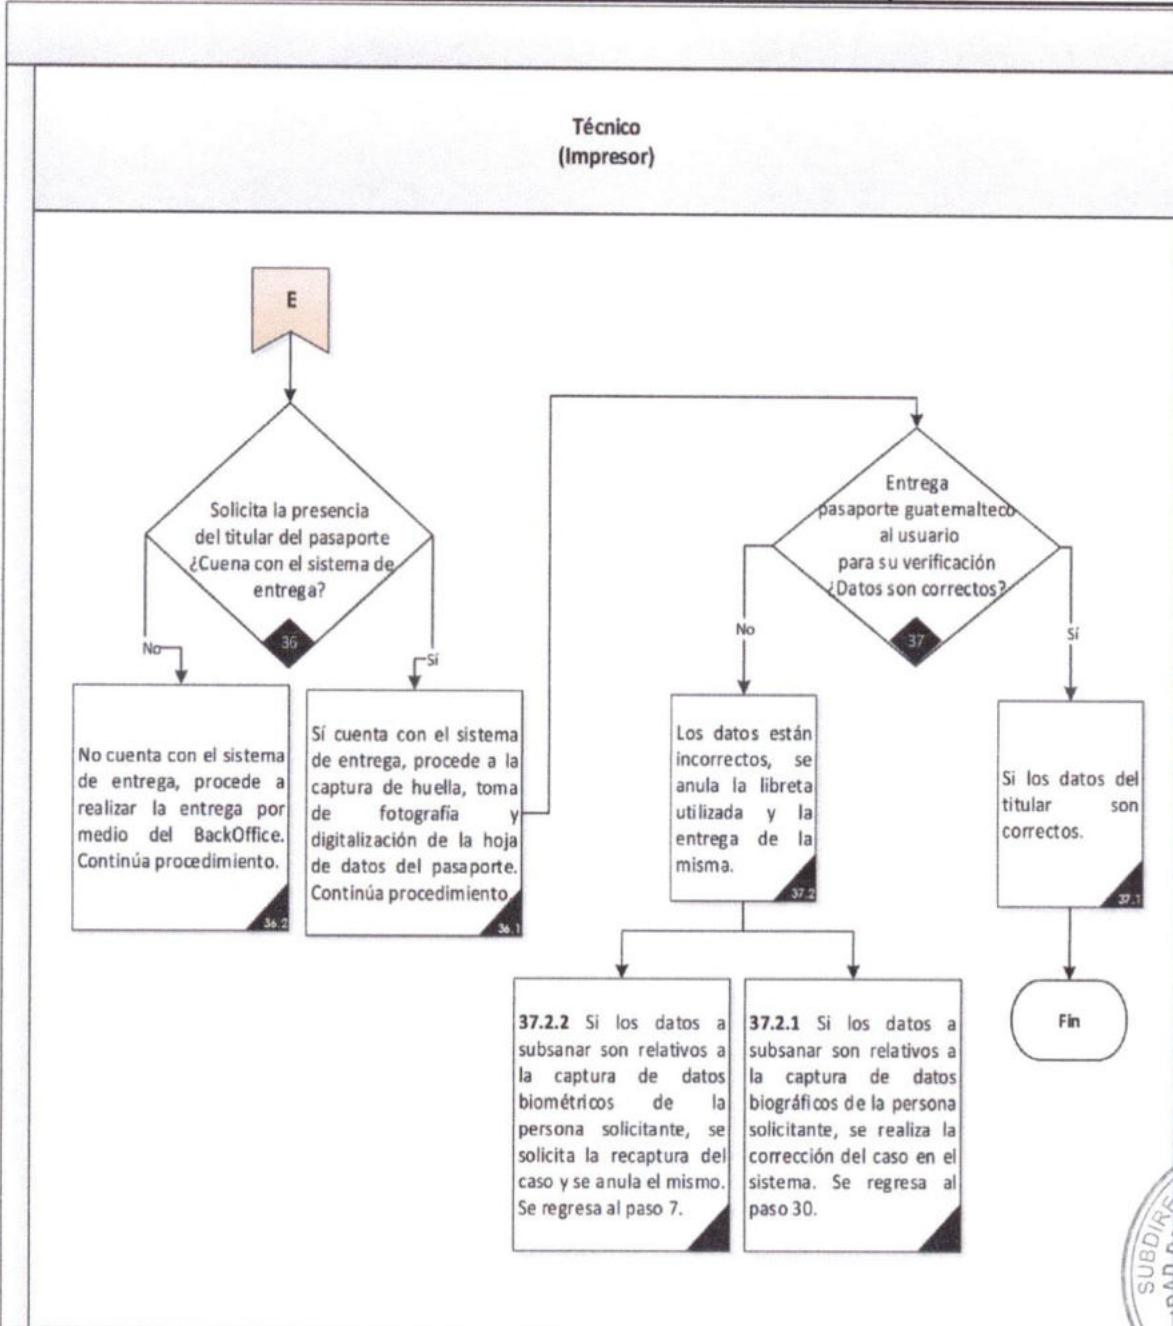 Técnico
(Impresor)
E
Solicita la presencia
del titular del pasaporte
¿Cuena con el sistema de
entrega?
36
No
Sí
No cuenta con el sistema
de entrega, procede a
realizar la entrega por
medio del BackOffice.
Continúa procedimiento.
36.2
Sí cuenta con el sistema
de entrega, procede a la
captura de huella, toma
de fotografía y
digitalización de la hoja
de datos del pasaporte.
Continúa procedimiento.
36.1
Entrega
pasaporte guatemalteco
al usuario
para su verificación
¿Datos son correctos?
37
No
Sí
Los datos están
incorrectos, se
anula la libreta
utilizada y la
entrega de la
misma.
37.2
Si los datos del
titular son
correctos.
37.1
37.2.2 Si los datos a
subsanar son relativos a
la captura de datos
biométricos de la
persona solicitante, se
solicita la recaptura del
caso y se anula el mismo.
Se regresa al paso 7.
37.2.1 Si los datos a
subsanar son relativos a
la captura de datos
biográficos de la persona
solicitante, se realiza la
corrección del caso en el
sistema. Se regresa al
paso 30.
Fin